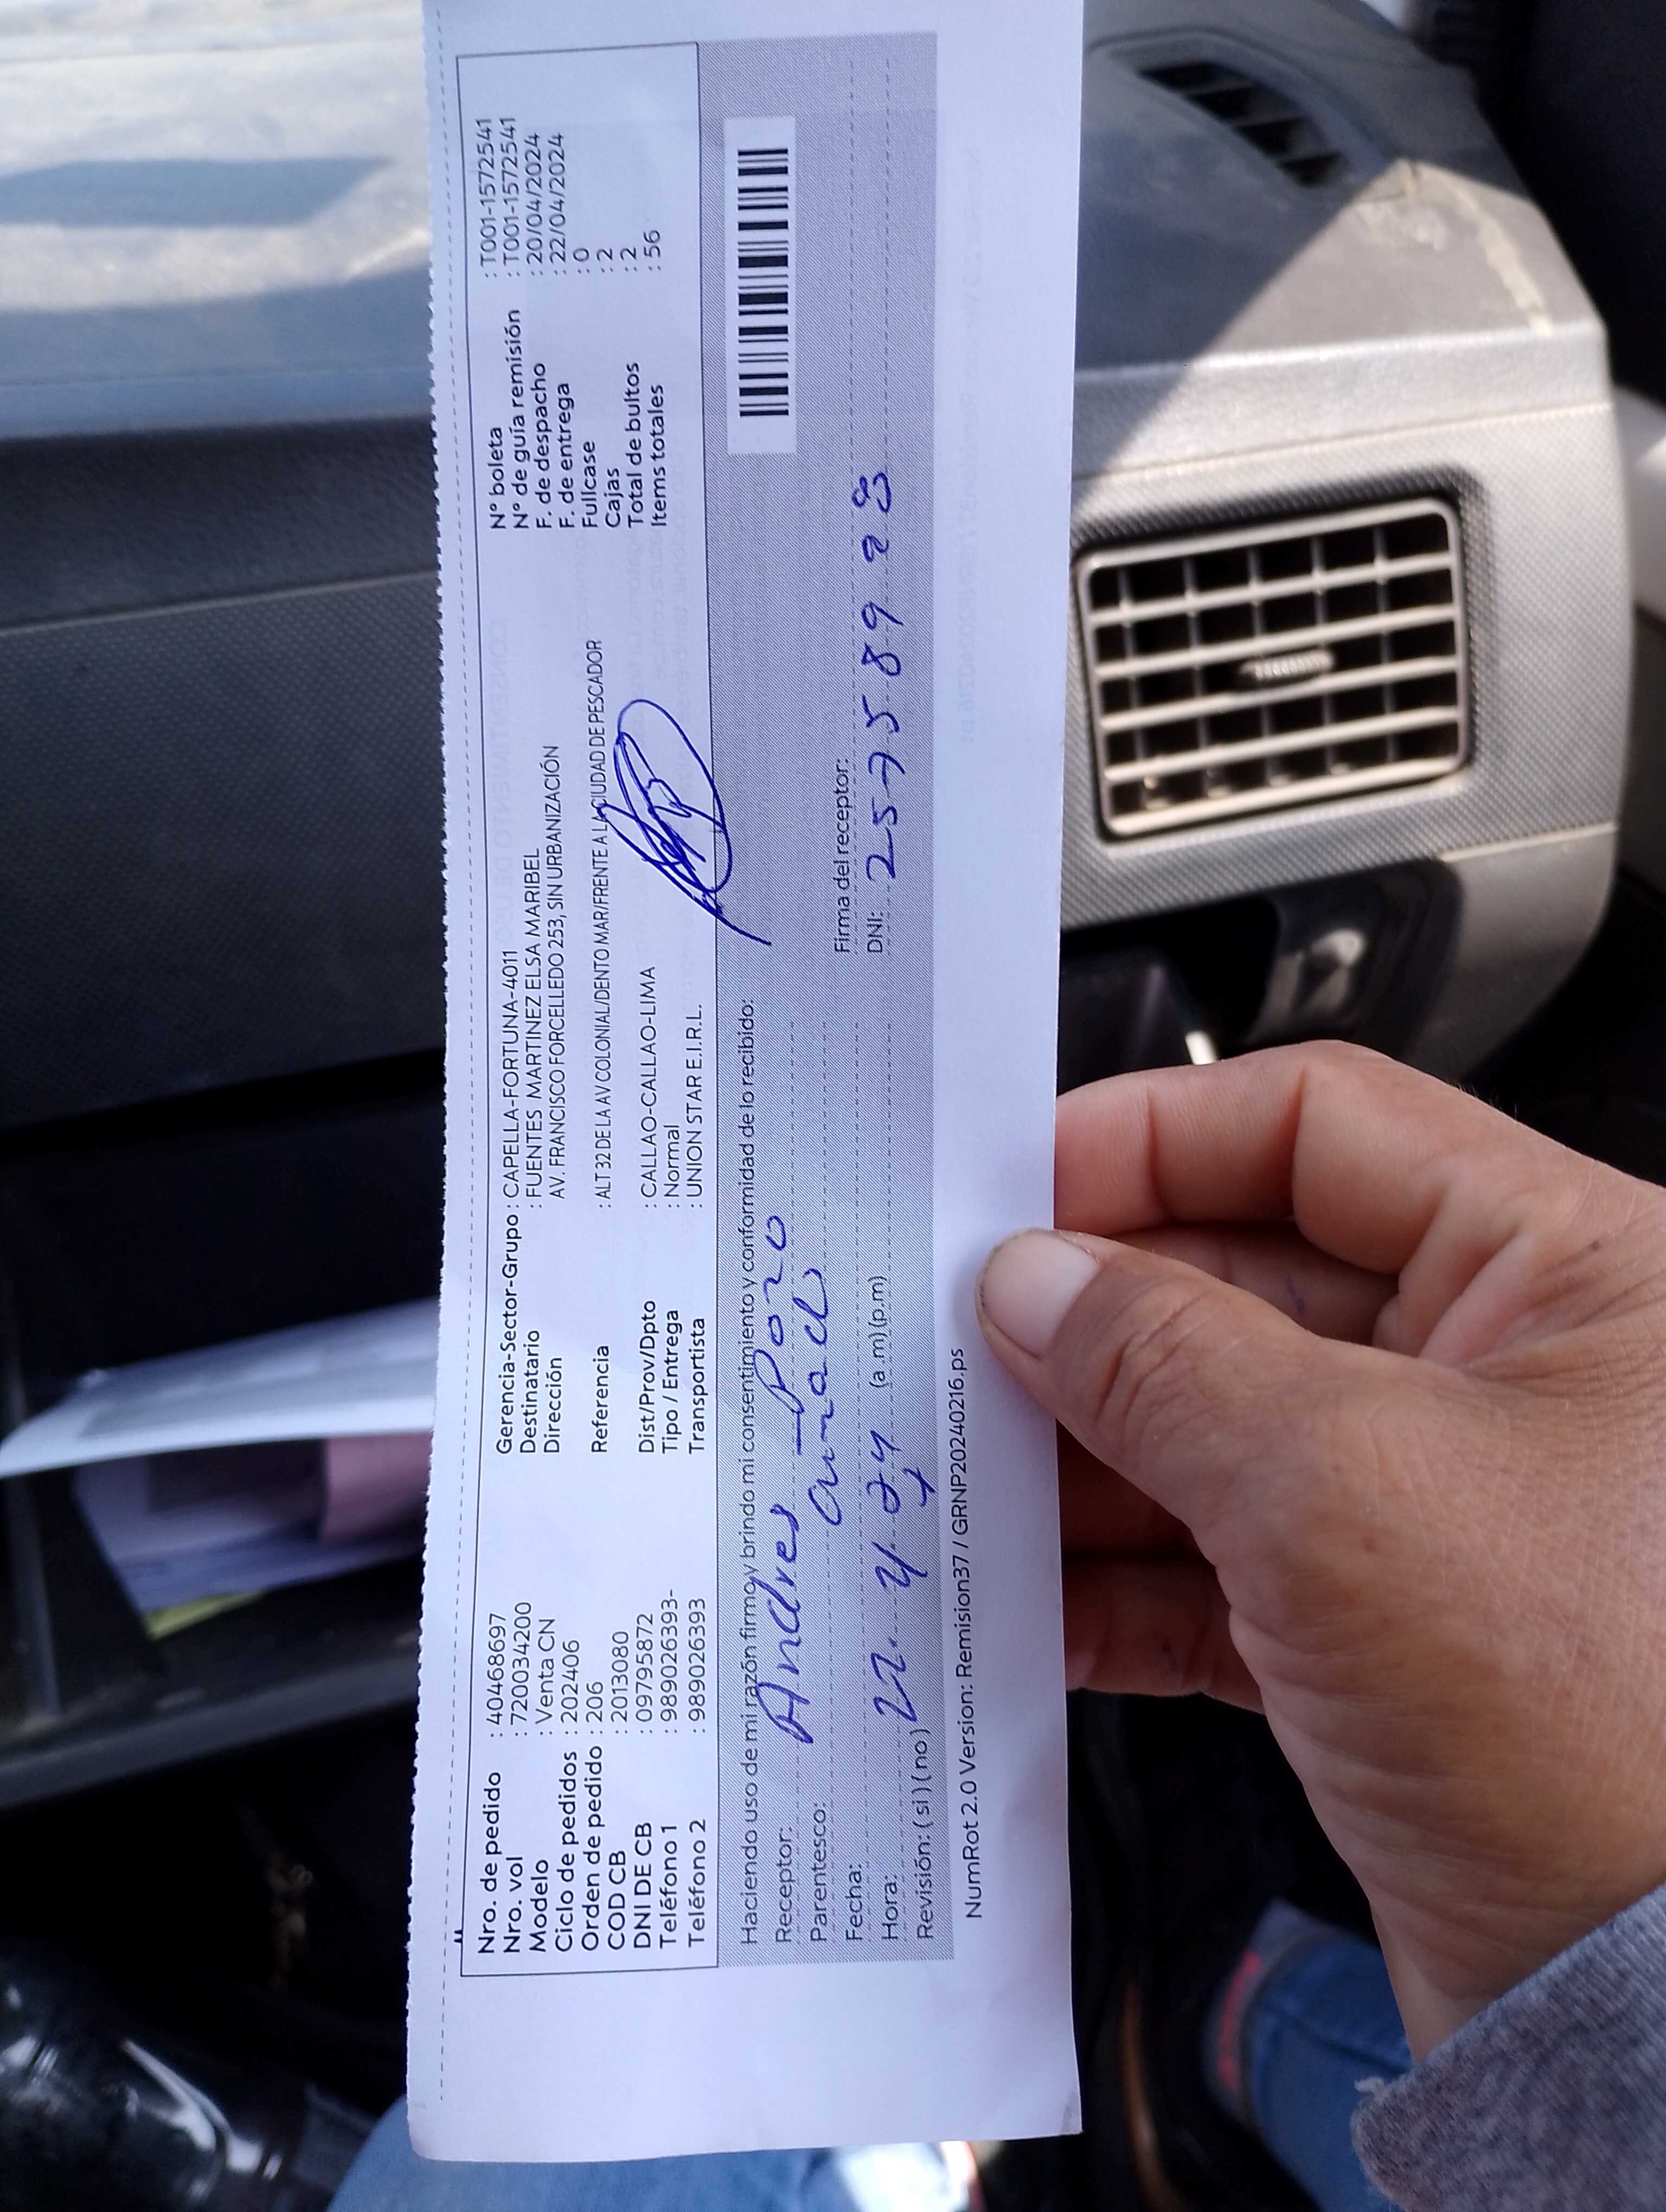 Nro. de pedido : 40468697
Nro. vol : 720034200
Modelo : Venta CN
Ciclo de pedidos : 202406
Orden de pedido : 206
COD CB : 2013080
DNI DE CB : 09795872
Teléfono 1 : 989026393-
Teléfono 2 : 989026393
Gerencia-Sector-Grupo : CAPELLA-FORTUNA-4011
Destinatario : FUENTES MARTINEZ ELSA MARIBEL
Dirección AV. FRANCISCO FORCELLEDO 253, SIN URBANIZACIÓN
Referencia : ALT 32 DE LA AV COLONIAL/DENTO MAR/FRENTE A LA CIUDAD DE PESCADOR
Dist/Prov/Dpto : CALLAO-CALLAO-LIMA
Tipo / Entrega : Normal
Transportista : UNION STAR E.I.R.L.
N° boleta : T001-1572541
N° de guía remisión : T001-1572541
F. de despacho : 20/04/2024
F. de entrega : 22/04/2024
Fullcase : 0
Cajas : 2
Total de bultos : 2
Items totales : 56
Haciendo uso de mi razón firmo y brindo mi consentimiento y conformidad de lo recibido:
Receptor: Andres Pozo
Parentesco:
Fecha: 22. 4 24
Hora: (a.m) (p.m)
Revisión: ( si ) ( no )
Firma del receptor:
DNI: 25758998
NumRot 2.0 Version: Remision37 / GRNP20240216.ps